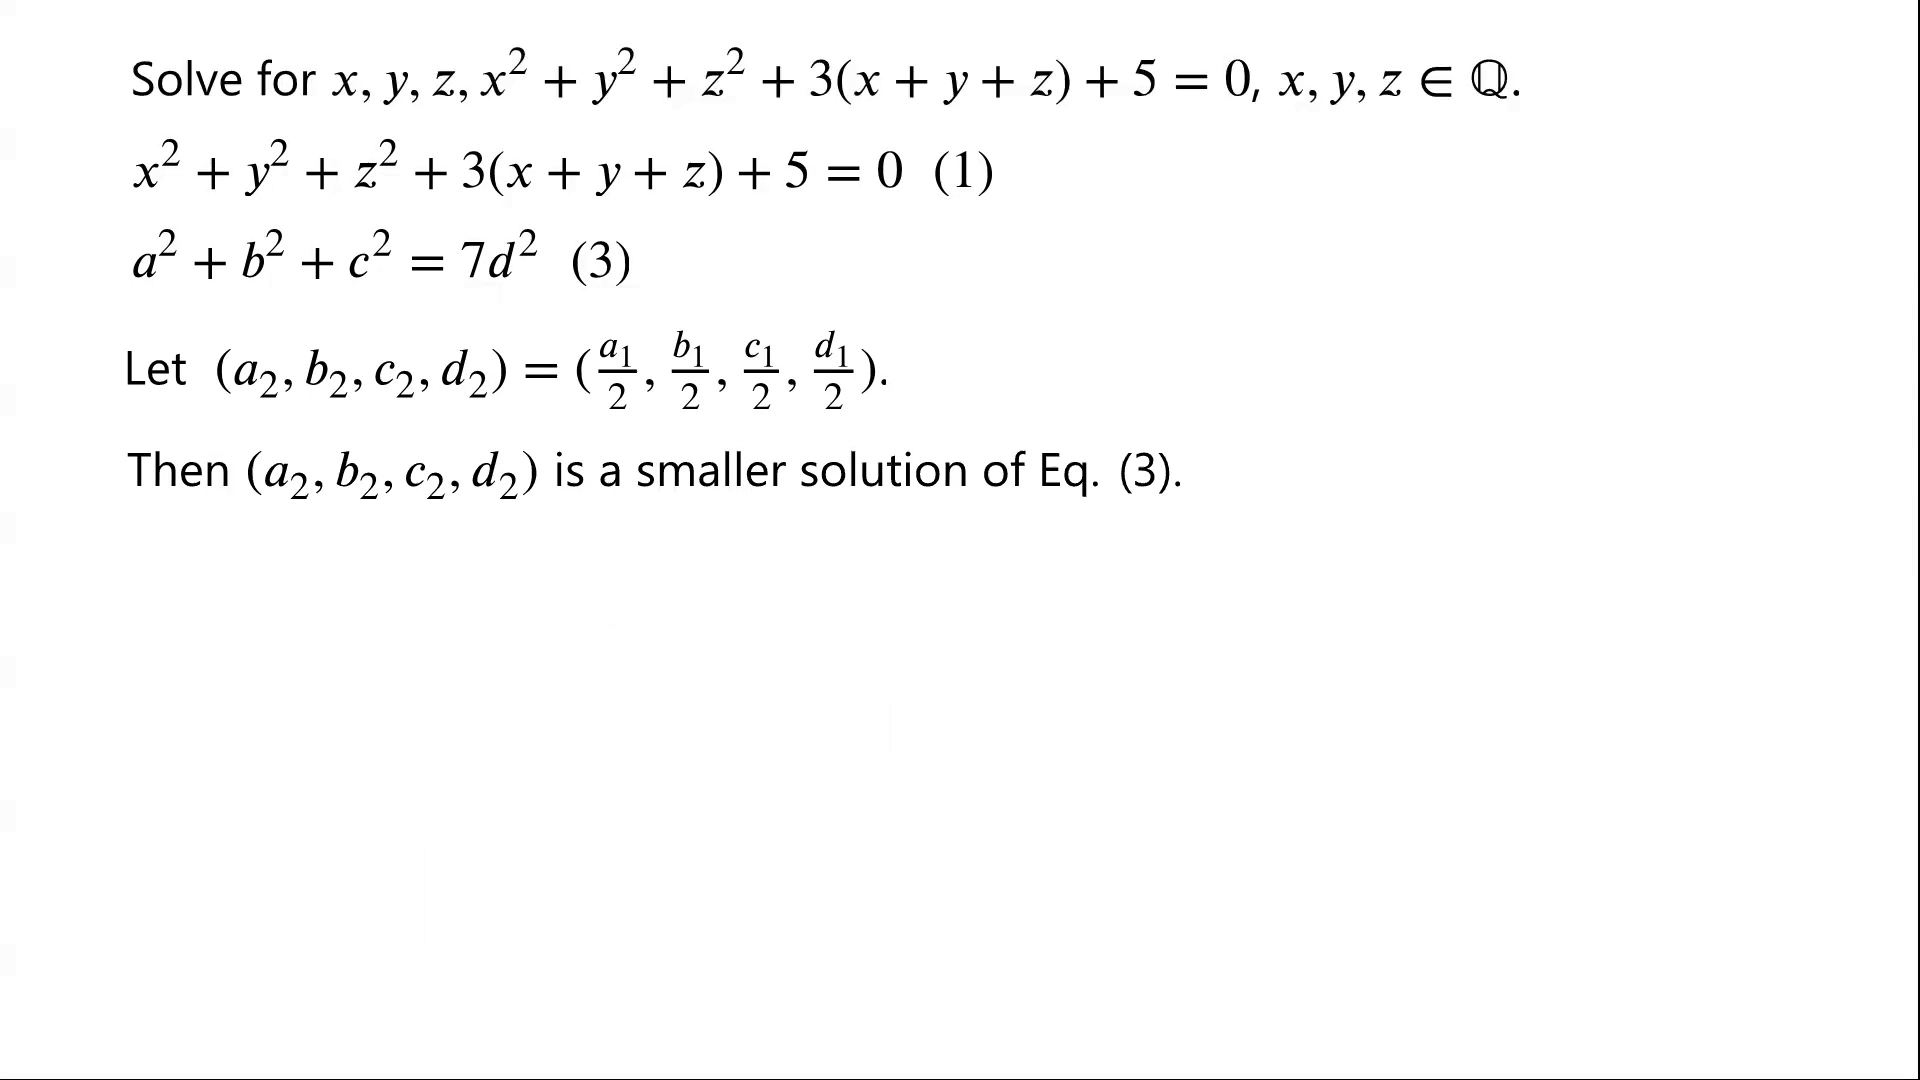 Solve for x, y, z, x² + y² + z² + 3(x + y + z) + 5 = 0, x, y, z ∈ ℚ.
x² + y² + z² + 3(x + y + z) + 5 = 0 (1)
a² + b² + c² = 7d² (3)
Let (a₂, b₂, c₂, d₂) = (a₁/2, b₁/2, c₁/2, d₁/2).
Then (a₂, b₂, c₂, d₂) is a smaller solution of Eq. (3).